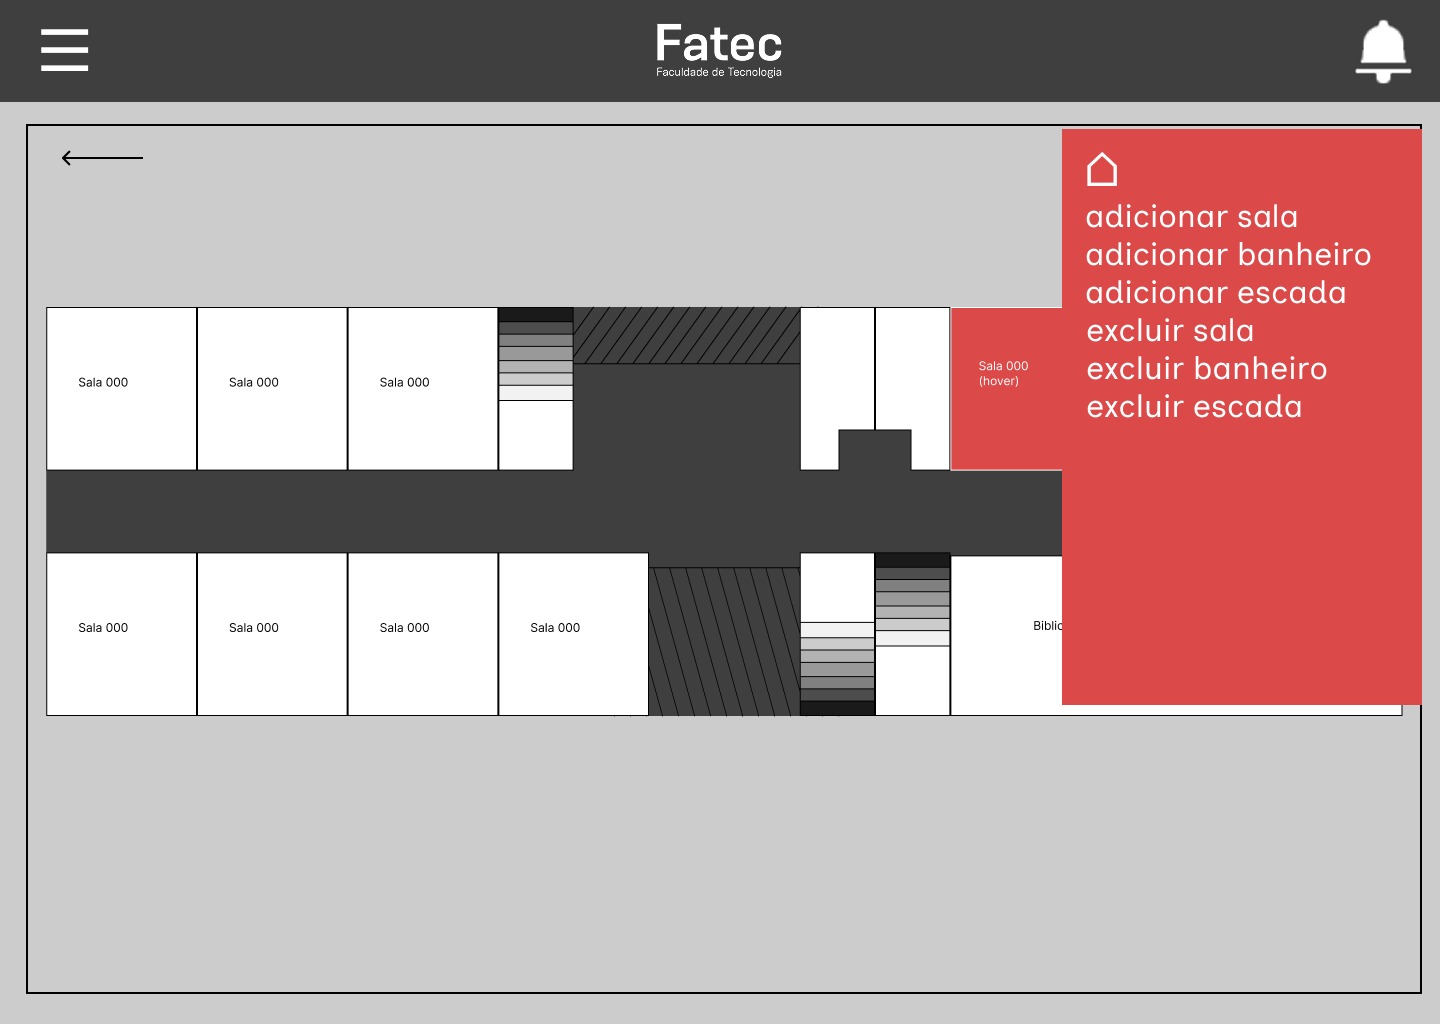 Fatec
Faculdade de Tecnologia
adicionar sala
adicionar banheiro
adicionar escada
excluir sala
excluir banheiro
excluir escada
Sala 000
Sala 000
Sala 000
Sala 000
(hover)
Sala 000
Sala 000
Sala 000
Sala 000